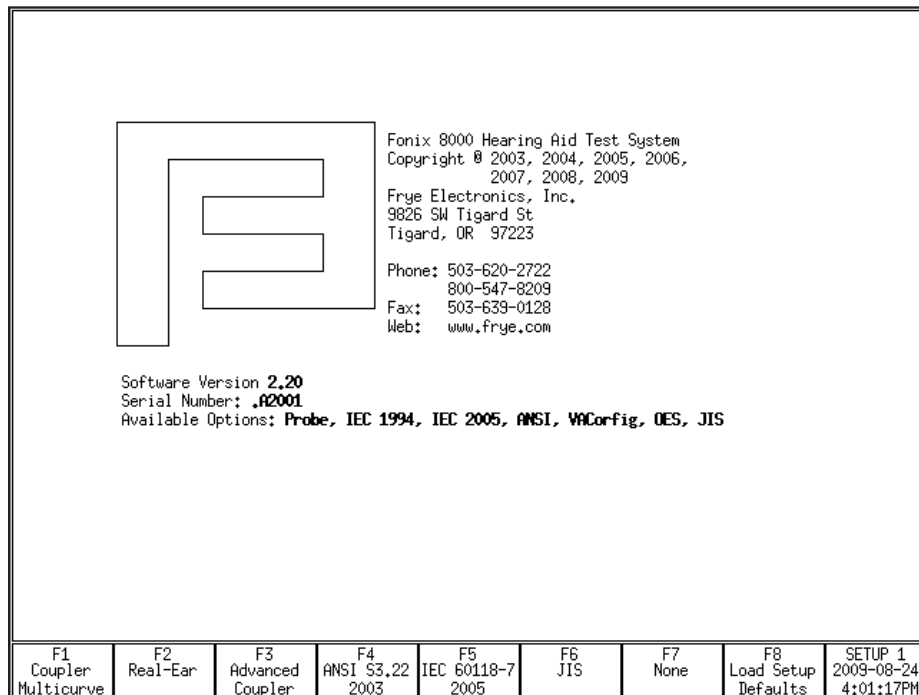 Fonix 8000 Hearing Aid Test System
Copyright @ 2003, 2004, 2005, 2006,
2007, 2008, 2009
Frye Electronics, Inc.
9826 SW Tigard St
Tigard, OR 97223
Phone: 503-620-2722
800-547-8209
Fax: 503-639-0128
Web: www.frye.com
Software Version 2.20
Serial Number: .A2001
Available Options: Probe, IEC 1994, IEC 2005, ANSI, VAConfig, OES, JIS
F1
Coupler
Multicurve
F2
Real-Ear
F3
Advanced
Coupler
F4
ANSI S3.22
2003
F5
IEC 60118-7
2005
F6
JIS
F7
None
F8
Load Setup
Defaults
SETUP 1
2009-08-24
4:01:17PM